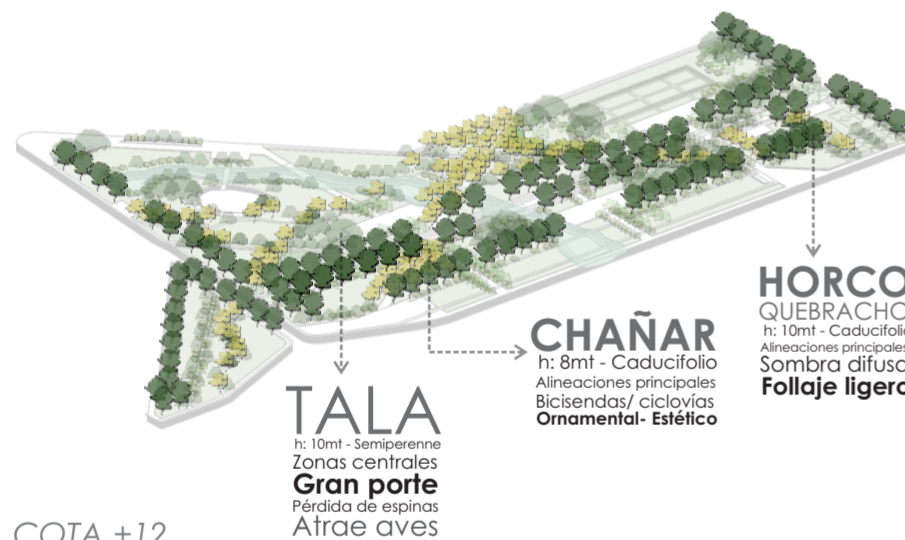 HORCO
QUEBRACHO
h: 10mt - Caducifolio
Alineaciones principales
Sombra difusa
Follaje ligero
CHAÑAR
h: 8mt - Caducifolio
Alineaciones principales
Bicisendas/ ciclovías
Ornamental- Estético
TALA
h: 10mt - Semiperenne
Zonas centrales
Gran porte
Pérdida de espinas
Atrae aves
COTA +12